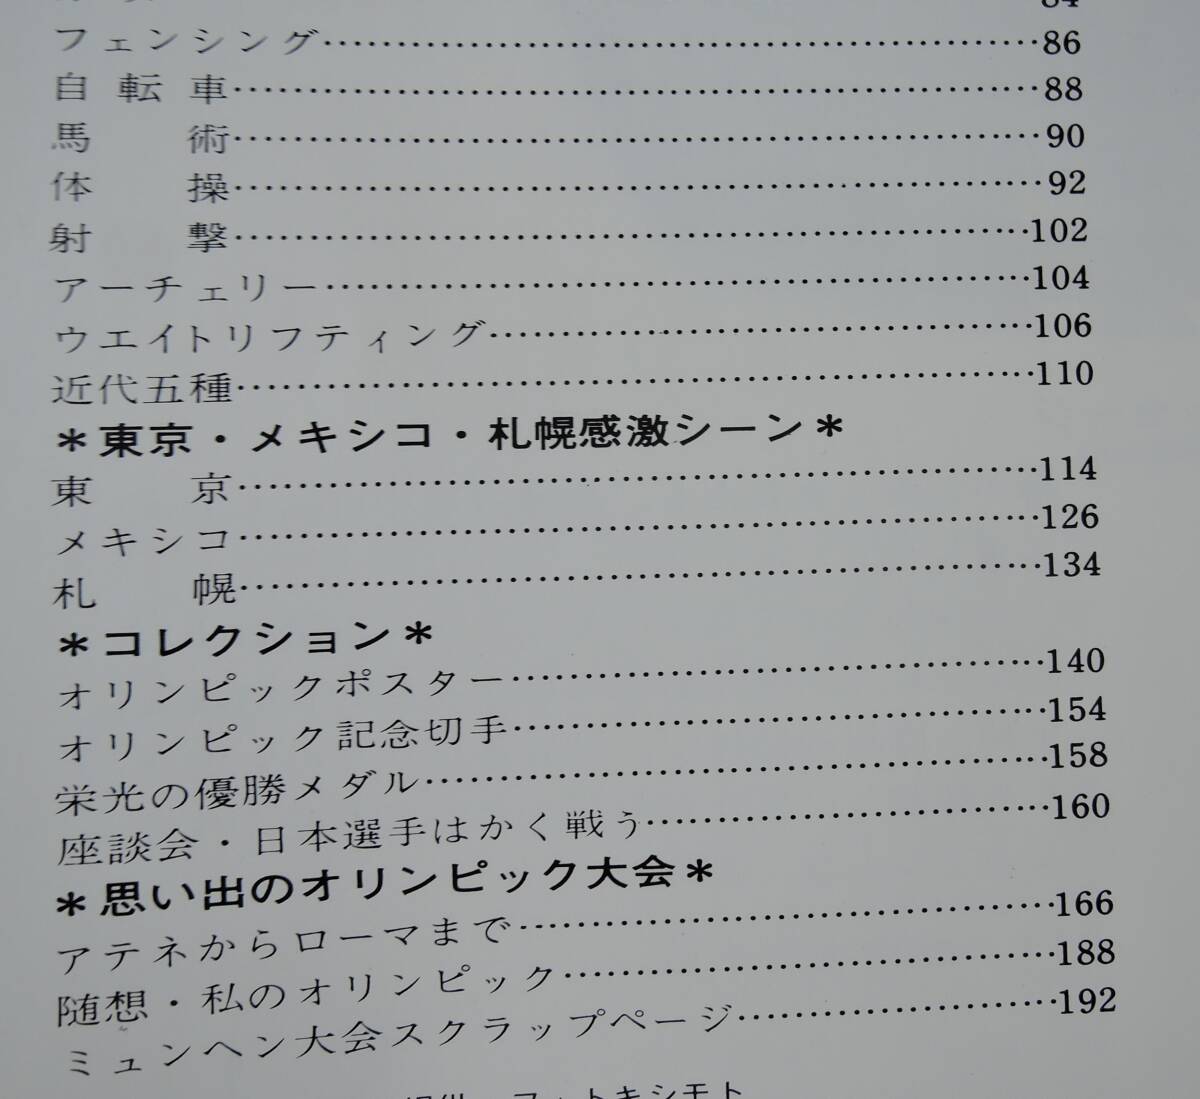 84
フェンシング……86
自転車……88
馬術……90
体操……92
射撃……102
アーチェリー……104
ウエイトリフティング……106
近代五種……110
＊東京・メキシコ・札幌感激シーン＊
東京……114
メキシコ……126
札幌……134
＊コレクション＊
オリンピックポスター……140
オリンピック記念切手……154
栄光の優勝メダル……158
座談会・日本選手はかく戦う……160
＊思い出のオリンピック大会＊
アテネからローマまで……166
随想・私のオリンピック……188
ミュンヘン大会スクラップページ……192
フォトキシモト